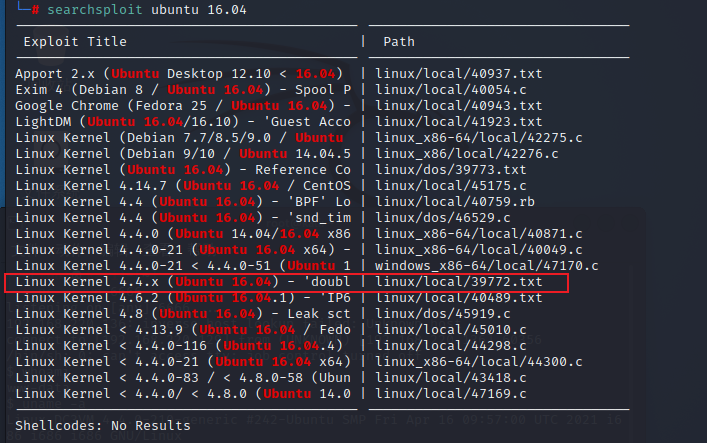 └─# searchsploit ubuntu 16.04
Exploit Title | Path
Apport 2.x (Ubuntu Desktop 12.10 < 16.04) | linux/local/40937.txt
Exim 4 (Debian 8 / Ubuntu 16.04) - Spool P | linux/local/40054.c
Google Chrome (Fedora 25 / Ubuntu 16.04) - | linux/local/40943.txt
LightDM (Ubuntu 16.04/16.10) - 'Guest Acco | linux/local/41923.txt
Linux Kernel (Debian 7.7/8.5/9.0 / Ubuntu | linux_x86-64/local/42275.c
Linux Kernel (Debian 9/10 / Ubuntu 14.04.5 | linux_x86/local/42276.c
Linux Kernel (Ubuntu 16.04) - Reference Co | linux/dos/39773.txt
Linux Kernel 4.14.7 (Ubuntu 16.04 / CentOS | linux/local/45175.c
Linux Kernel 4.4 (Ubuntu 16.04) - 'BPF' Lo | linux/local/40759.rb
Linux Kernel 4.4 (Ubuntu 16.04) - 'snd_tim | linux/dos/46529.c
Linux Kernel 4.4.0 (Ubuntu 14.04/16.04 x86 | linux_x86-64/local/40871.c
Linux Kernel 4.4.0-21 (Ubuntu 16.04 x64) - | linux_x86-64/local/40049.c
Linux Kernel 4.4.0-21 < 4.4.0-51 (Ubuntu 1 | windows_x86-64/local/47170.c
Linux Kernel 4.4.x (Ubuntu 16.04) - 'doubl | linux/local/39772.txt
Linux Kernel 4.6.2 (Ubuntu 16.04.1) - 'IP6 | linux/local/40489.txt
Linux Kernel 4.8 (Ubuntu 16.04) - Leak sct | linux/dos/45919.c
Linux Kernel < 4.13.9 (Ubuntu 16.04 / Fedo | linux/local/45010.c
Linux Kernel < 4.4.0-116 (Ubuntu 16.04.4) | linux/local/44298.c
Linux Kernel < 4.4.0-21 (Ubuntu 16.04 x64) | linux_x86-64/local/44300.c
Linux Kernel < 4.4.0-83 / < 4.8.0-58 (Ubun | linux/local/43418.c
Linux Kernel < 4.4.0/ < 4.8.0 (Ubuntu 14.0 | linux/local/47169.c
Shellcodes: No Results